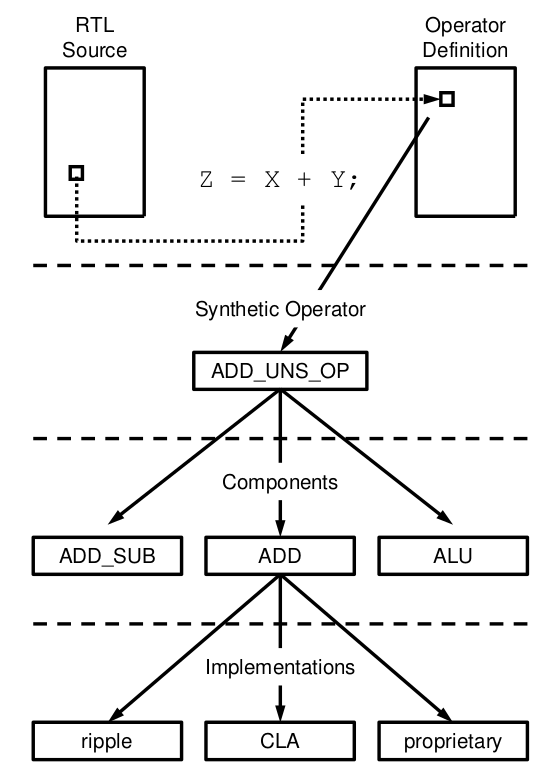 RTL
Source
Operator
Definition
Z = X + Y;
Synthetic Operator
ADD_UNS_OP
Components
ADD_SUB
ADD
ALU
Implementations
ripple
CLA
proprietary